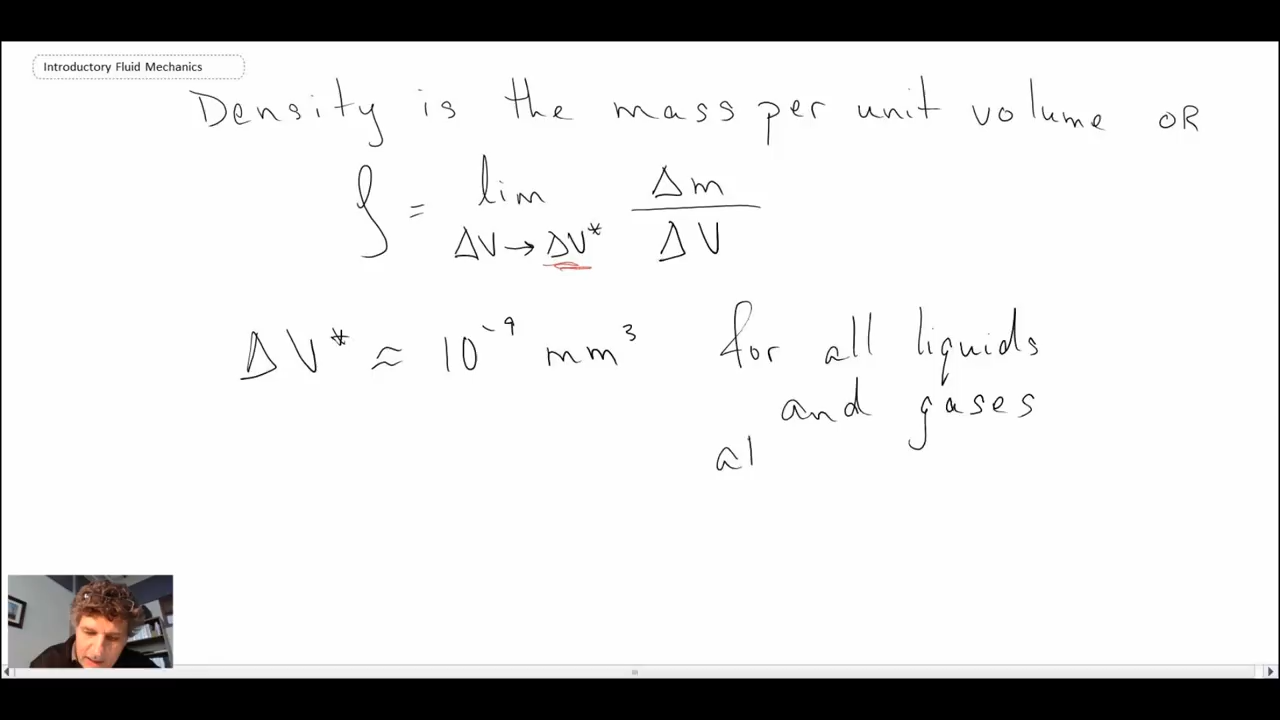 Introductory Fluid Mechanics
Density is the mass per unit volume OR
ρ = lim ΔV→ΔV* Δm/ΔV
ΔV* ≈ 10⁻⁹ mm³ for all liquids
and gases
at